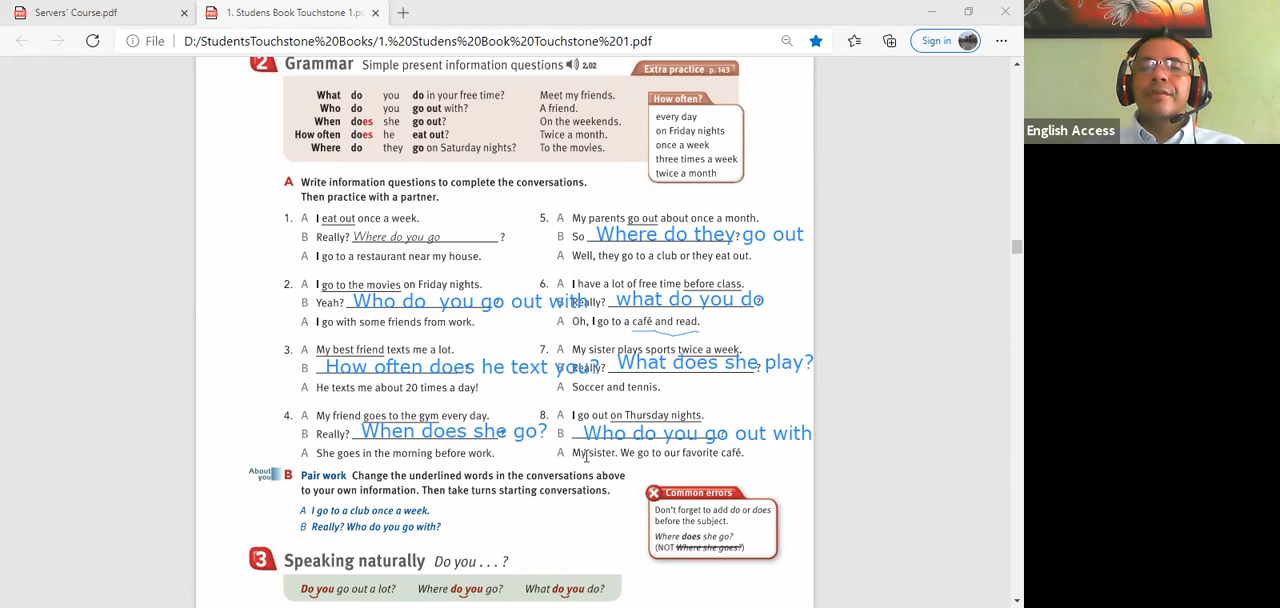 Servers' Course.pdf
1. Studens Book Touchstone 1.pd
File
D:/StudentsTouchstone%20Books/1.%20Studens%20Book%20Touchstone%201.pdf
Sign in
English Access
2 Grammar Simple present information questions 2.02
Extra practice p. 143
What do you do in your free time? Meet my friends.
Who do you go out with? A friend.
When does she go out? On the weekends.
How often does he eat out? Twice a month.
Where do they go on Saturday nights? To the movies.
How often?
every day
on Friday nights
once a week
three times a week
twice a month
A Write information questions to complete the conversations.
Then practice with a partner.
1. A I eat out once a week.
B Really? Where do you go ?
A I go to a restaurant near my house.
2. A I go to the movies on Friday nights.
B Yeah? Who do you go out with ?
A I go with some friends from work.
3. A My best friend texts me a lot.
B How often does he text you?
A He texts me about 20 times a day!
4. A My friend goes to the gym every day.
B Really? When does she go?
A She goes in the morning before work.
5. A My parents go out about once a month.
B So Where do they go out ?
A Well, they go to a club or they eat out.
6. A I have a lot of free time before class.
B Really? what do you do ?
A Oh, I go to a café and read.
7. A My sister plays sports twice a week.
B Really? What does she play? ?
A Soccer and tennis.
8. A I go out on Thursday nights.
B Who do you go out with ?
A My sister. We go to our favorite café.
About you
B Pair work Change the underlined words in the conversations above
to your own information. Then take turns starting conversations.
A I go to a club once a week.
B Really? Who do you go with?
Common errors
Don't forget to add do or does
before the subject.
Where does she go?
(NOT Where she goes?)
3 Speaking naturally Do you . . . ?
Do you go out a lot? Where do you go? What do you do?